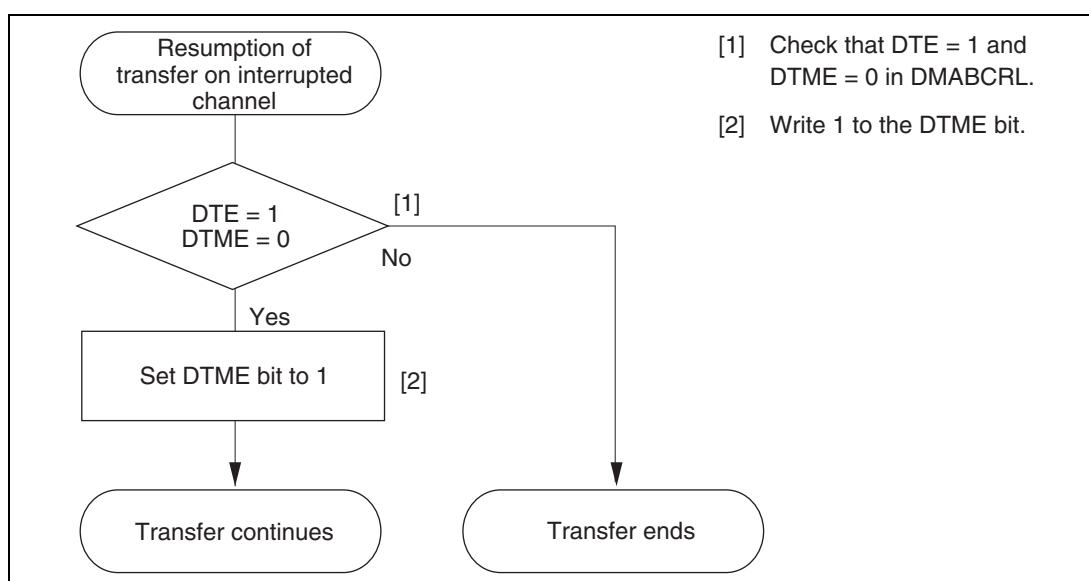 Resumption of
transfer on interrupted
channel
[1] Check that DTE = 1 and
DTME = 0 in DMABCRL.
[2] Write 1 to the DTME bit.
DTE = 1
DTME = 0
[1]
No
Yes
Set DTME bit to 1
[2]
Transfer continues
Transfer ends